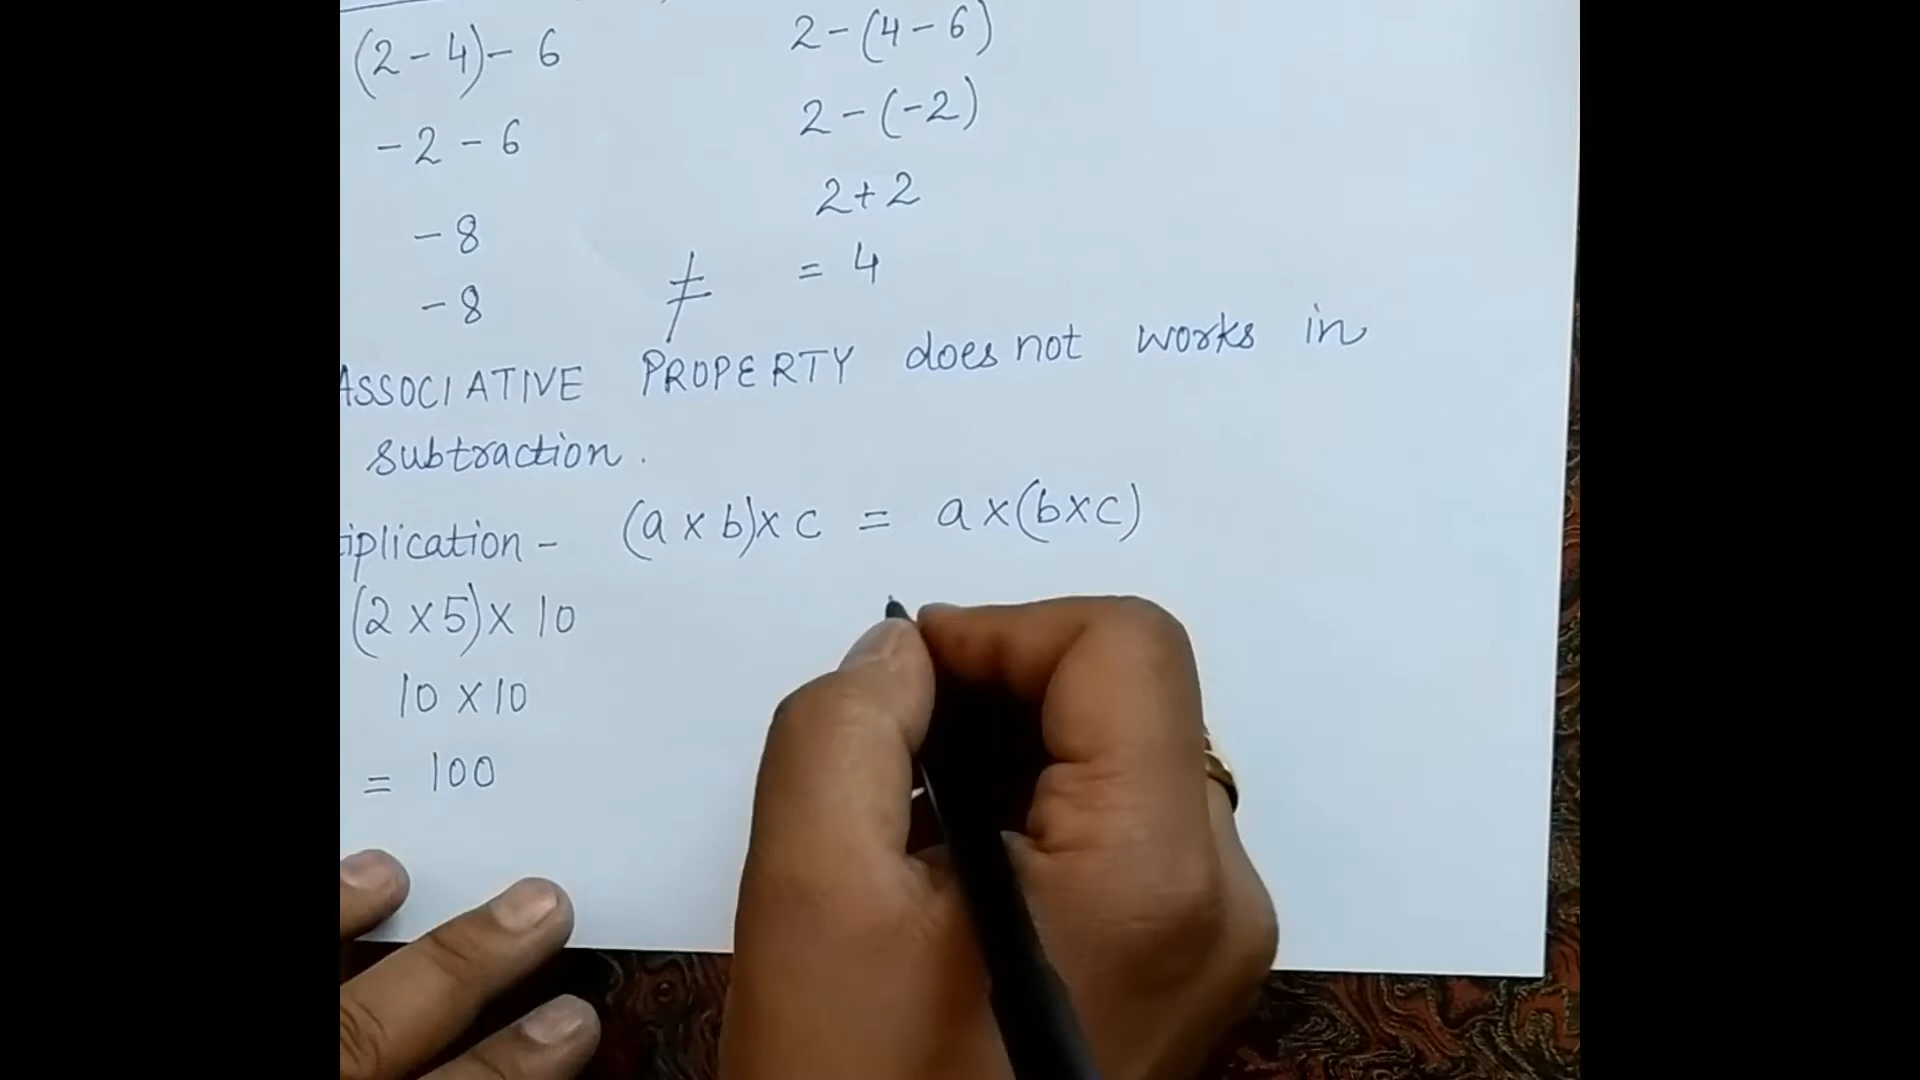 (2-4)-6 2-(4-6)
-2-6 2-(-2)
-8 2+2
-8 ≠ = 4
ASSOCIATIVE PROPERTY does not works in
subtraction.
tiplication - (a×b)×c = a×(b×c)
(2×5)×10
10×10
= 100